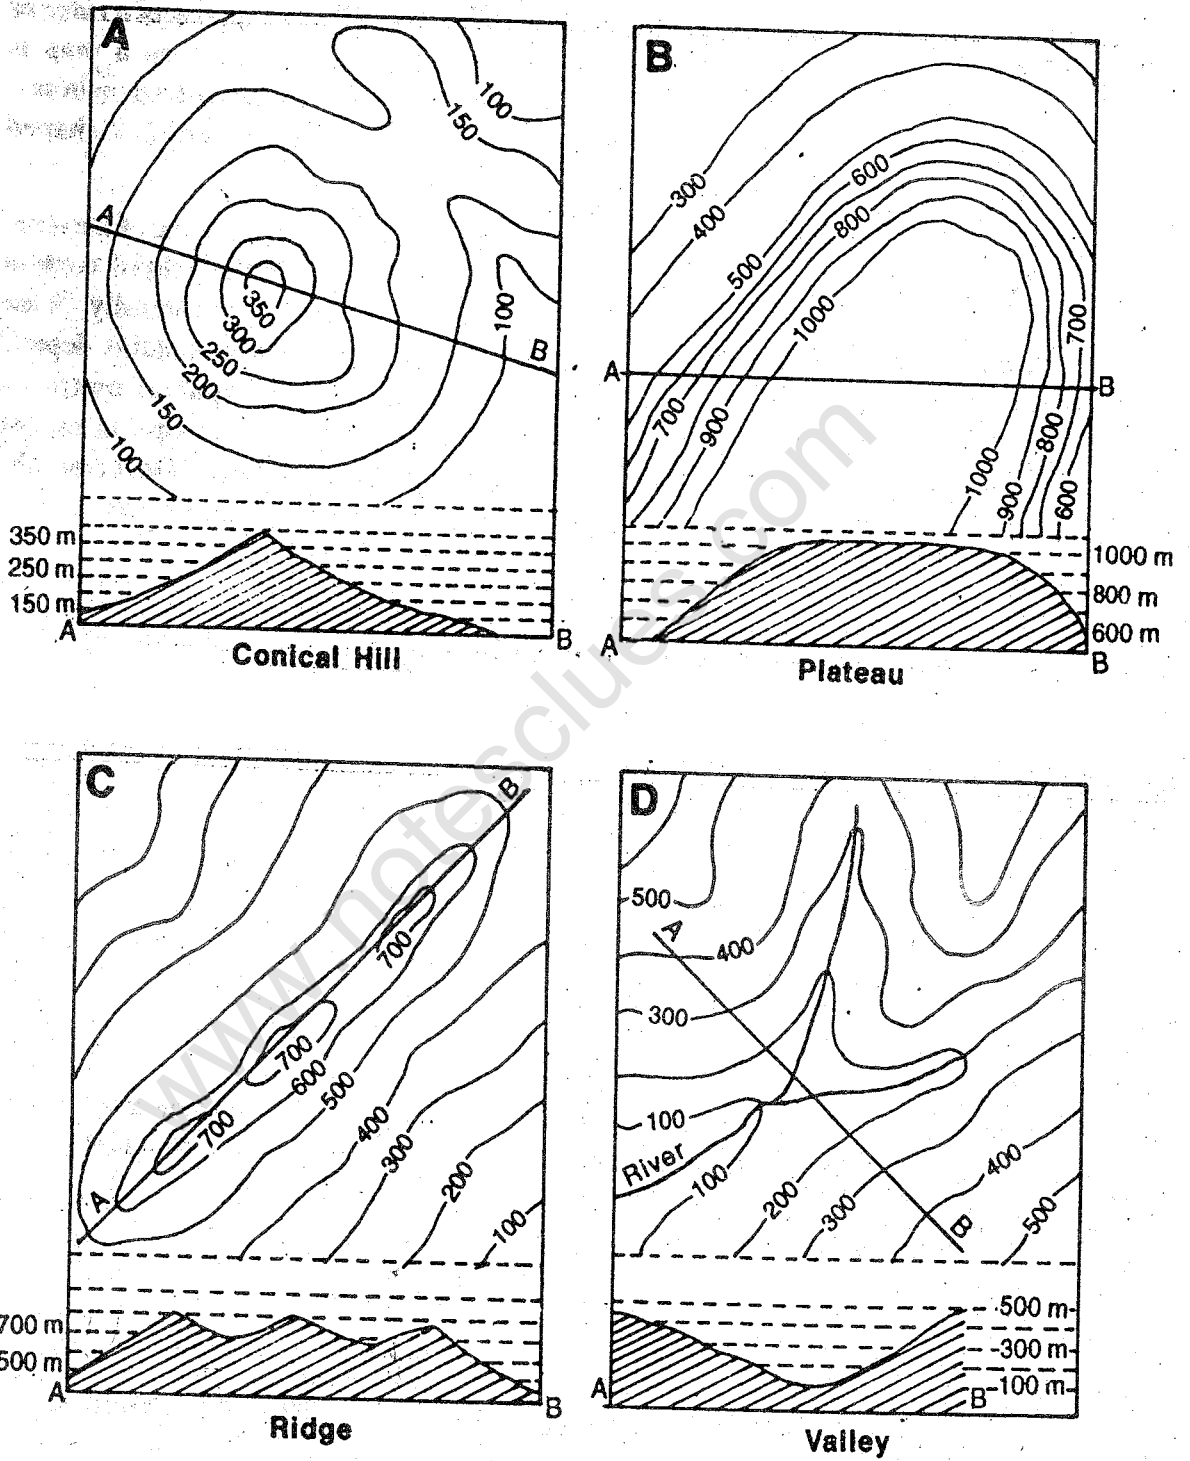 A
100
150
A
350
300
250
200
150
100
100
B
350 m
250 m
150 m
A
B
Conical Hill
B
300
400
500
600
800
1000
700
A
B
700
900
1000
900
800
600
1000 m
800 m
600 m
A
B
Plateau
C
B
700
700
600
500
400
300
200
100
700
A
700 m
500 m
A
B
Ridge
D
500
A
400
300
100
River
100
200
300
400
500
B
500 m
300 m
100 m
A
B
Valley
www.notesclues.com